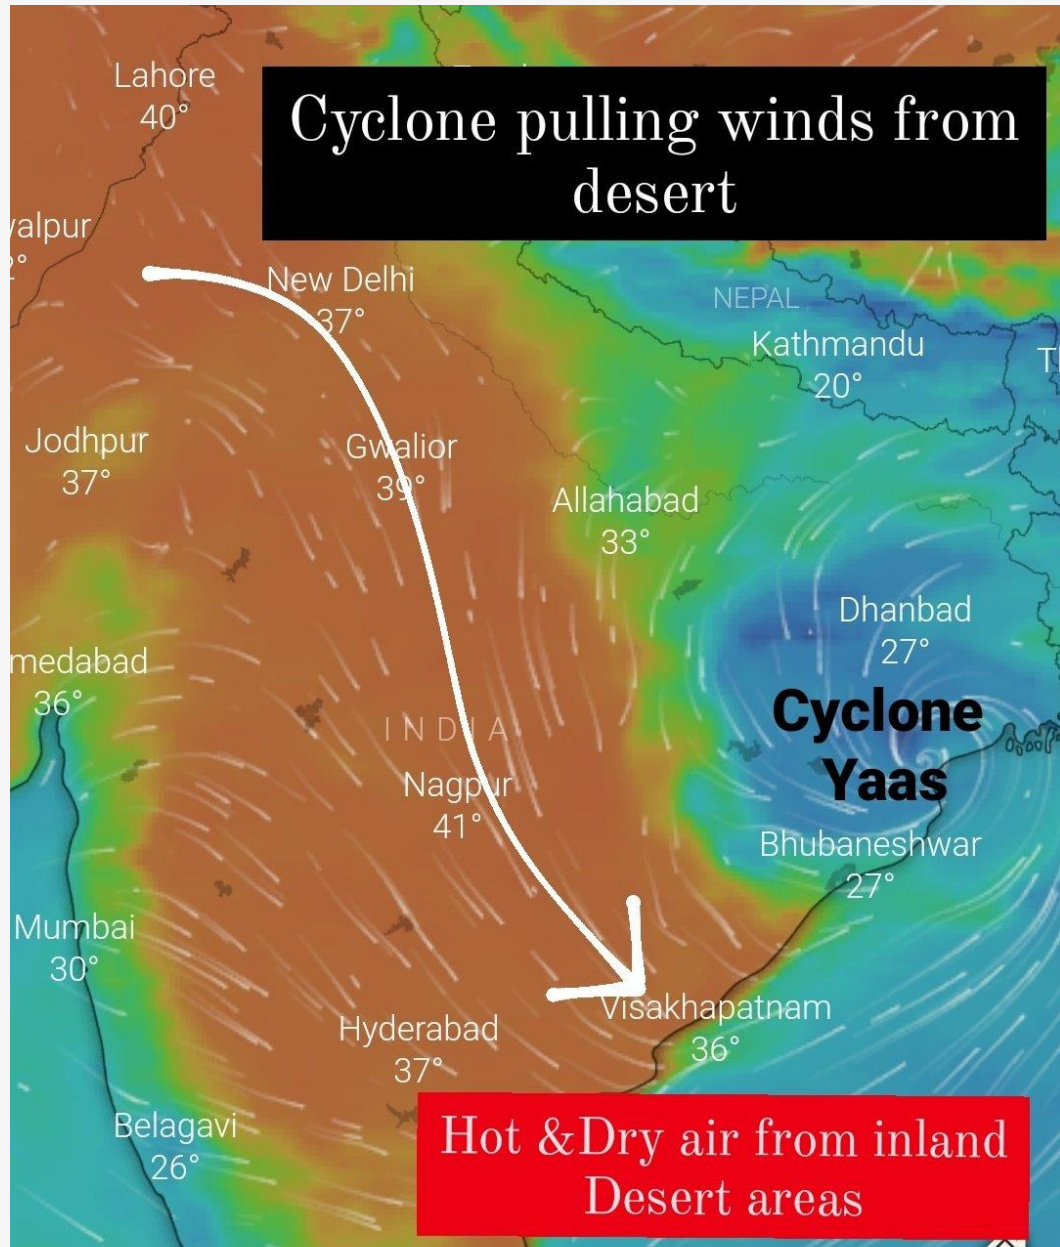 Lahore
40°
Cyclone pulling winds from
desert
walpur
2°
New Delhi
37°
NEPAL
Kathmandu
20°
Jodhpur
37°
Gwalior
39°
Allahabad
33°
Dhanbad
27°
medabad
36°
Cyclone
Yaas
INDIA
Nagpur
41°
Bhubaneshwar
27°
Mumbai
30°
Visakhapatnam
36°
Hyderabad
37°
Belagavi
26°
Hot &Dry air from inland
Desert areas